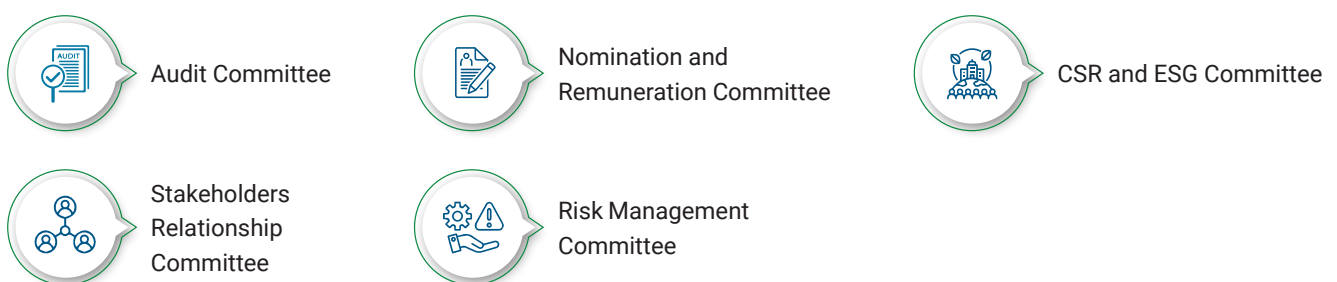 AUDIT
Audit Committee
Nomination and
Remuneration Committee
CSR and ESG Committee
Stakeholders
Relationship
Committee
Risk Management
Committee